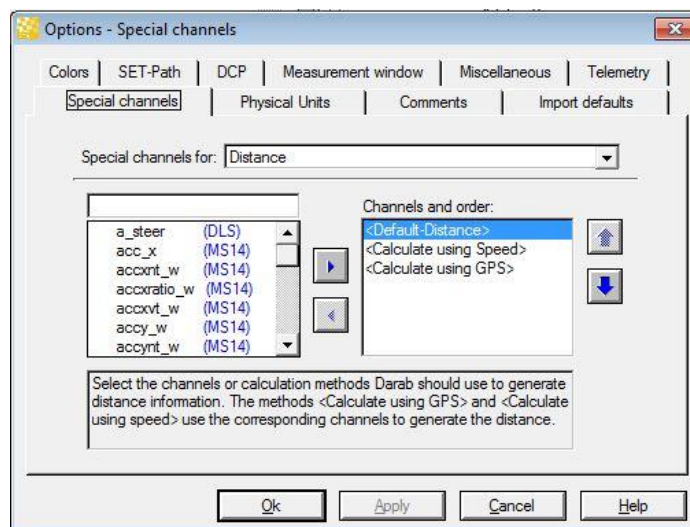 Options - Special channels
Colors SET-Path DCP Measurement window Miscellaneous Telemetry
Special channels Physical Units Comments Import defaults
Special channels for: Distance
Channels and order:
a_steer (DLS)
acc_x (MS14)
accxnt_w (MS14)
accxratio_w (MS14)
accxvt_w (MS14)
accy_w (MS14)
accynt_w (MS14)
<Default-Distance>
<Calculate using Speed>
<Calculate using GPS>
Select the channels or calculation methods Darab should use to generate
distance information. The methods <Calculate using GPS> and <Calculate
using speed> use the corresponding channels to generate the distance.
Ok Apply Cancel Help